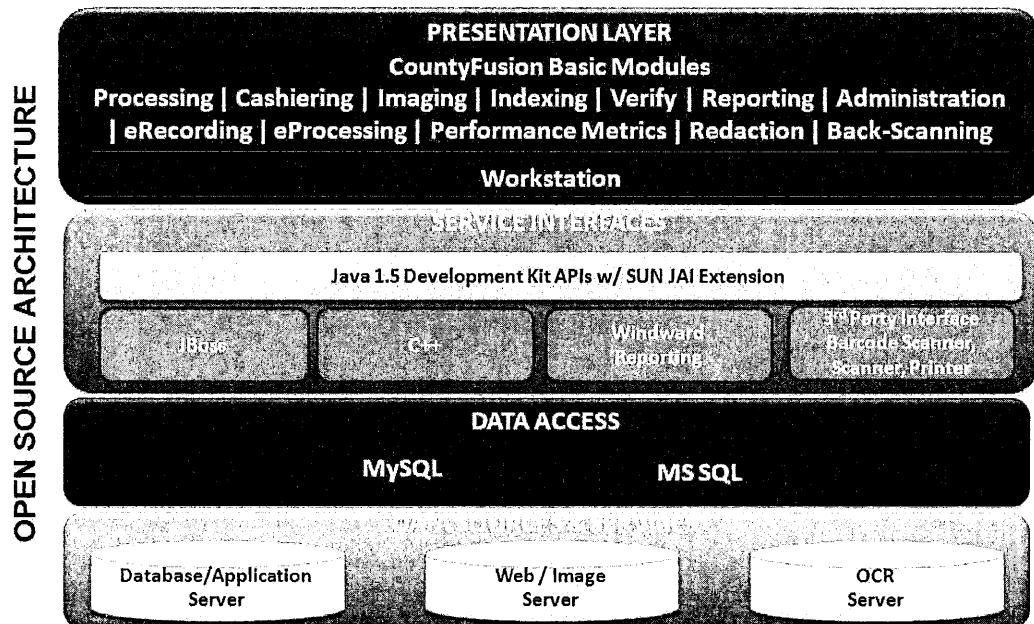 OPEN SOURCE ARCHITECTURE
PRESENTATION LAYER
CountyFusion Basic Modules
Processing | Cashiering | Imaging | Indexing | Verify | Reporting | Administration
| eRecording | eProcessing | Performance Metrics | Redaction | Back-Scanning
Workstation
SERVICE INTERFACES
Java 1.5 Development Kit APIs w/ SUN JAI Extension
JBoss
C++
Windward
Reporting
3rd Party Interface
Barcode Scanner,
Scanner, Printer
DATA ACCESS
MySQL
MS SQL
Database/Application
Server
Web / Image
Server
OCR
Server